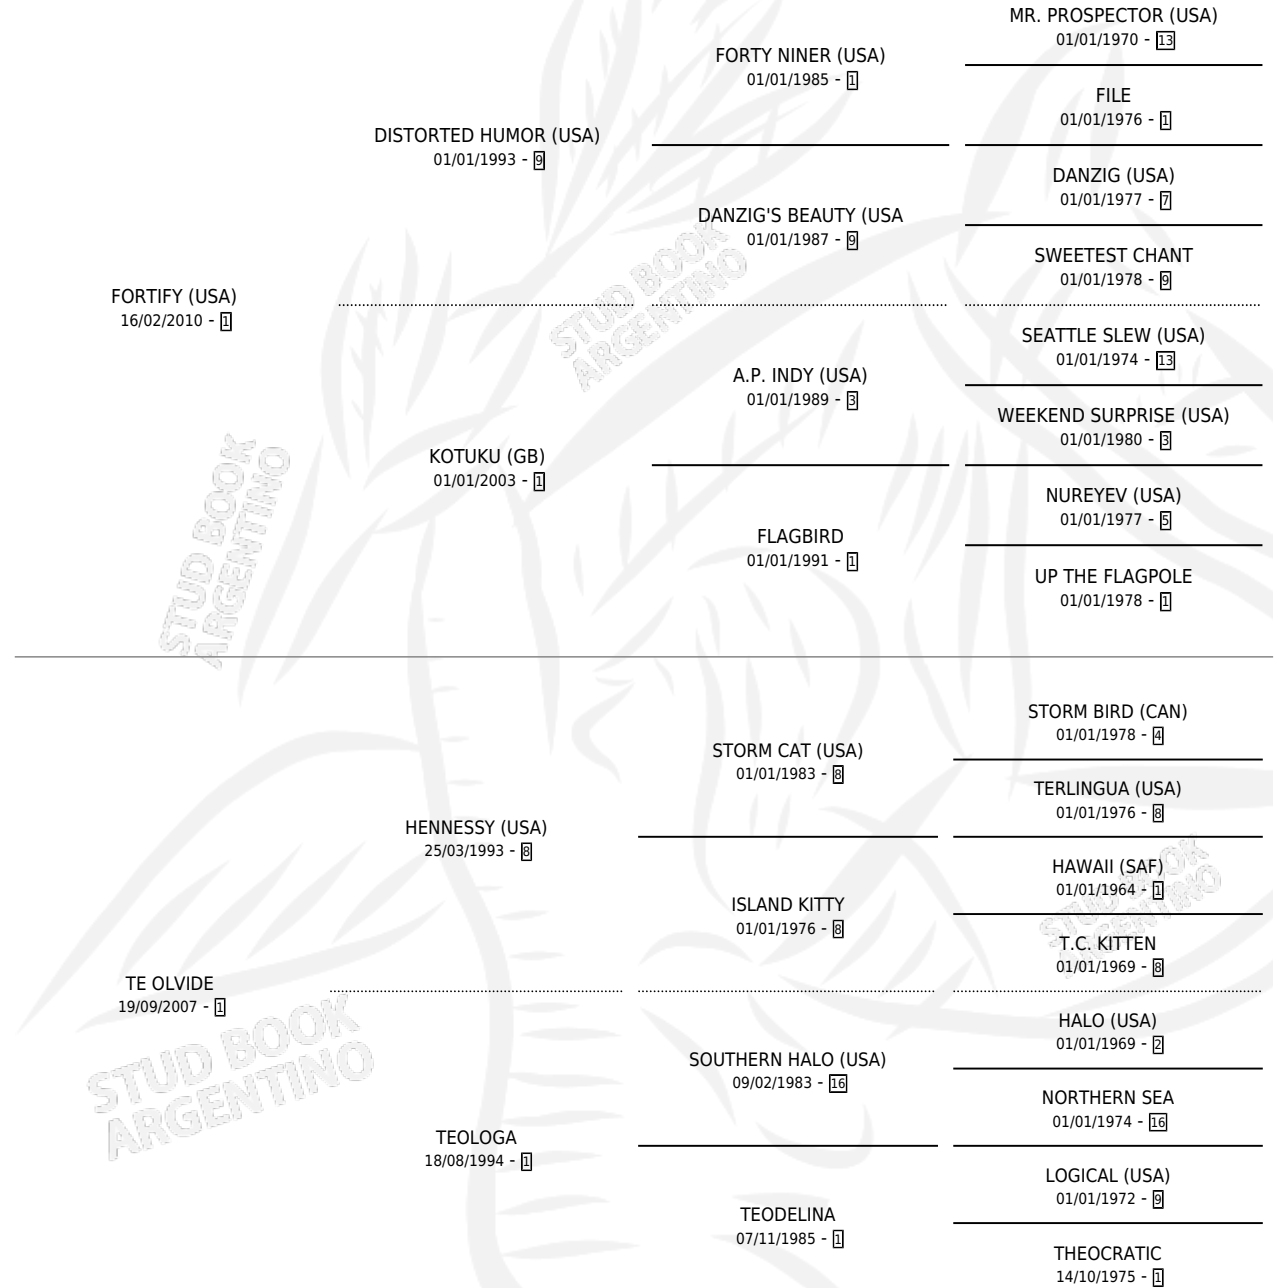 MR. PROSPECTOR (USA)
01/01/1970 - 13
FORTY NINER (USA)
01/01/1985 - 1
FILE
01/01/1976 - 1
DISTORTED HUMOR (USA)
01/01/1993 - 9
DANZIG (USA)
01/01/1977 - 7
DANZIG'S BEAUTY (USA
01/01/1987 - 9
SWEETEST CHANT
01/01/1978 - 9
FORTIFY (USA)
16/02/2010 - 1
SEATTLE SLEW (USA)
01/01/1974 - 13
A.P. INDY (USA)
01/01/1989 - 3
WEEKEND SURPRISE (USA)
01/01/1980 - 3
KOTUKU (GB)
01/01/2003 - 1
NUREYEV (USA)
01/01/1977 - 5
FLAGBIRD
01/01/1991 - 1
UP THE FLAGPOLE
01/01/1978 - 1
STORM BIRD (CAN)
01/01/1978 - 4
STORM CAT (USA)
01/01/1983 - 8
TERLINGUA (USA)
01/01/1976 - 8
HENNESSY (USA)
25/03/1993 - 8
HAWAII (SAF)
01/01/1964 - 1
ISLAND KITTY
01/01/1976 - 8
T.C. KITTEN
01/01/1969 - 8
TE OLVIDE
19/09/2007 - 1
HALO (USA)
01/01/1969 - 2
SOUTHERN HALO (USA)
09/02/1983 - 16
NORTHERN SEA
01/01/1974 - 16
TEOLOGA
18/08/1994 - 1
LOGICAL (USA)
01/01/1972 - 9
TEODELINA
07/11/1985 - 1
THEOCRATIC
14/10/1975 - 1
STUD BOOK
ARGENTINO
STUD BOOK
ARGENTINO
STUD BOOK
ARGENTINO
STUD BOOK
ARGENTINO